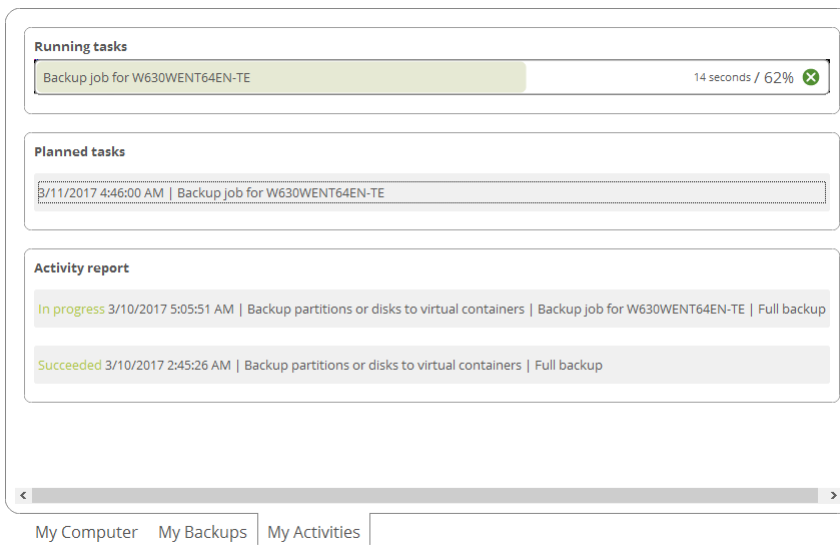 Running tasks
Backup job for W630WENT64EN-TE 14 seconds / 62%
Planned tasks
3/11/2017 4:46:00 AM | Backup job for W630WENT64EN-TE
Activity report
In progress 3/10/2017 5:05:51 AM | Backup partitions or disks to virtual containers | Backup job for W630WENT64EN-TE | Full backup
Succeeded 3/10/2017 2:45:26 AM | Backup partitions or disks to virtual containers | Full backup
My Computer My Backups My Activities